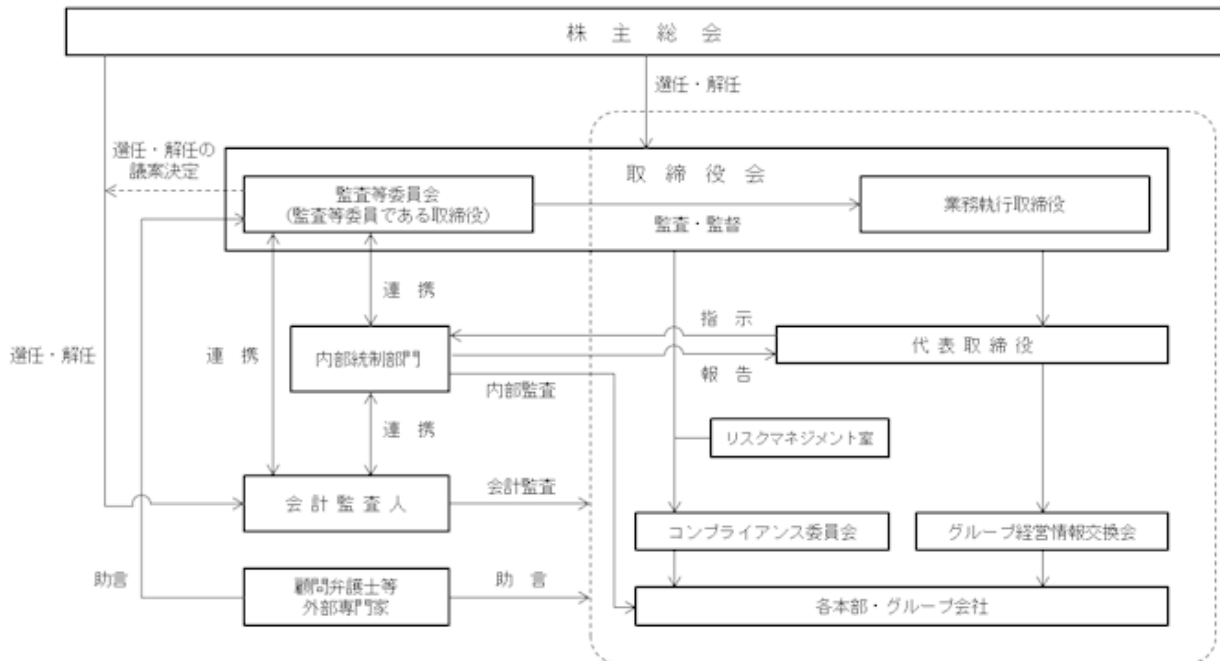 株主総会
選任・解任
選任・解任の
議案決定
取締役会
監査等委員会
(監査等委員である取締役)
業務執行取締役
監査・監督
連携
指示
選任・解任
連携
内部統制部門
代表取締役
報告
内部監査
連携
リスクマネジメント室
会計監査人
会計監査
コンプライアンス委員会
グループ経営情報交換会
助言
顧問弁護士等
外部専門家
助言
各本部・グループ会社